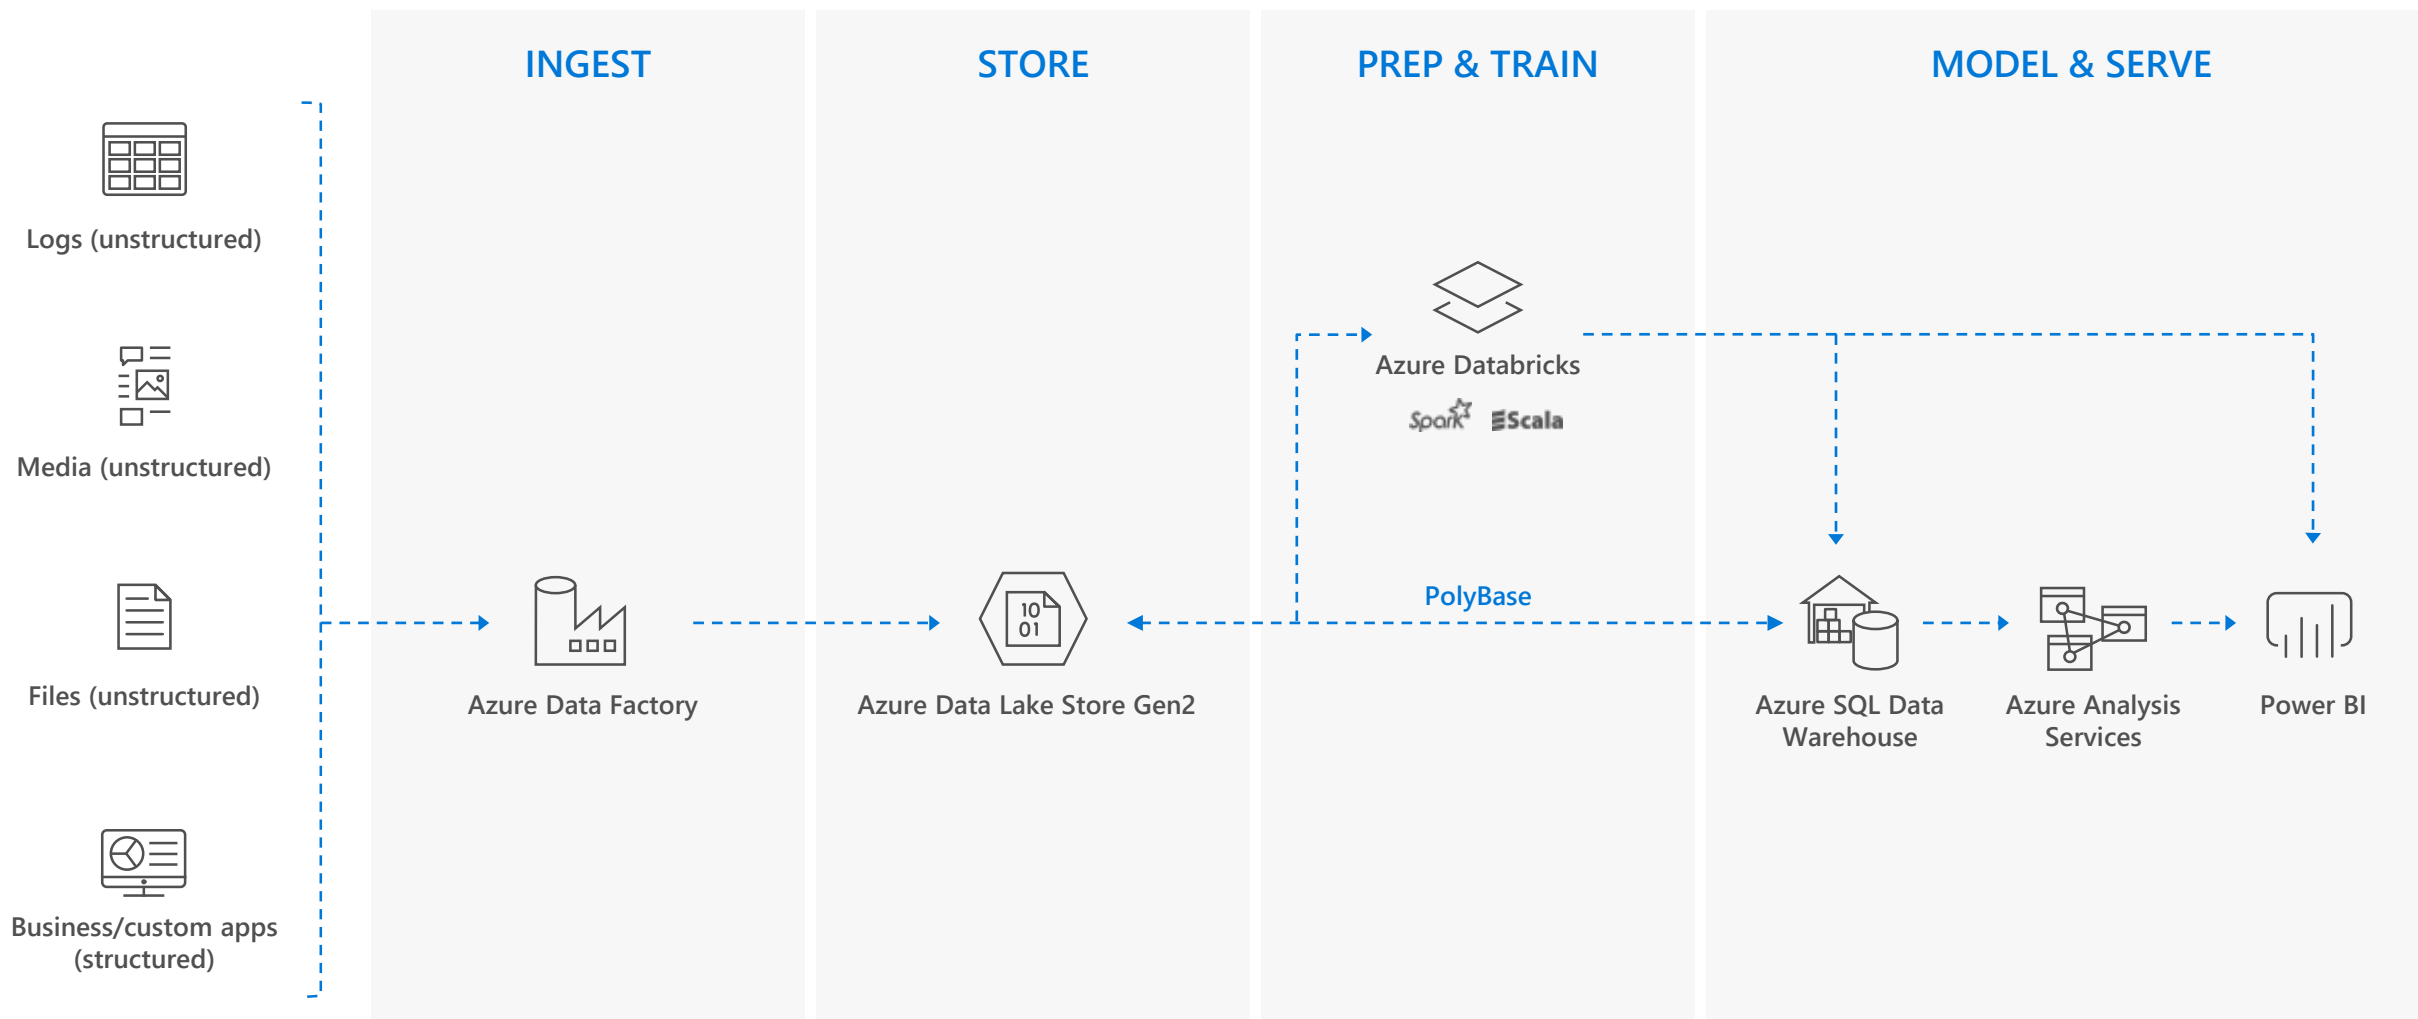 INGEST
STORE
PREP & TRAIN
MODEL & SERVE
Logs (unstructured)
Media (unstructured)
Files (unstructured)
Business/custom apps
(structured)
Azure Data Factory
10
01
Azure Data Lake Store Gen2
Azure Databricks
Spark
Scala
PolyBase
Azure SQL Data
Warehouse
Azure Analysis
Services
Power BI